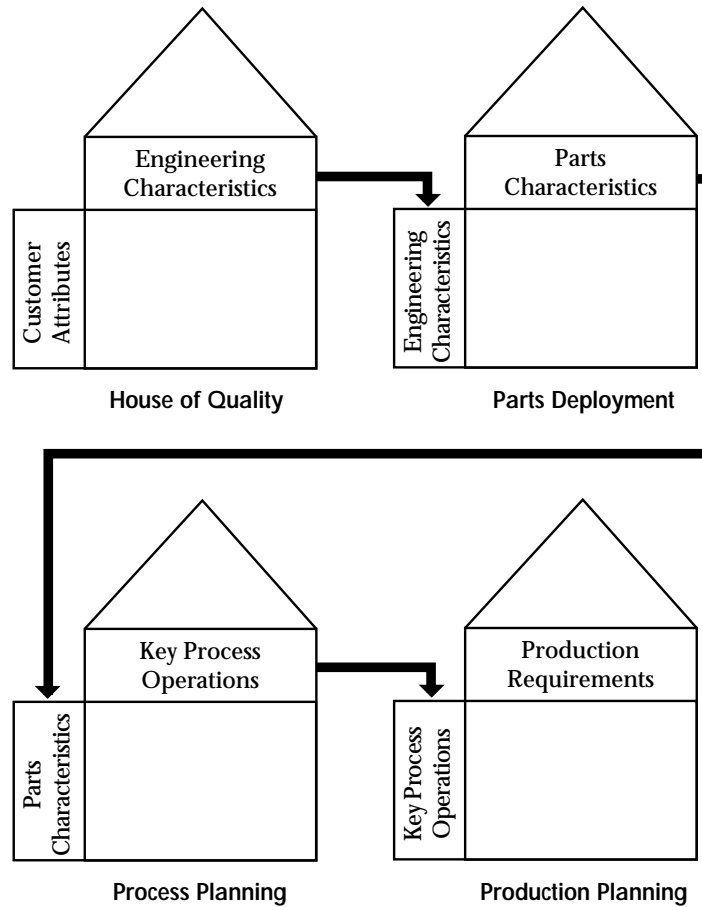 Engineering
Characteristics
Customer
Attributes
House of Quality
Parts
Characteristics
Engineering
Characteristics
Parts Deployment
Key Process
Operations
Parts
Characteristics
Process Planning
Production
Requirements
Key Process
Operations
Production Planning